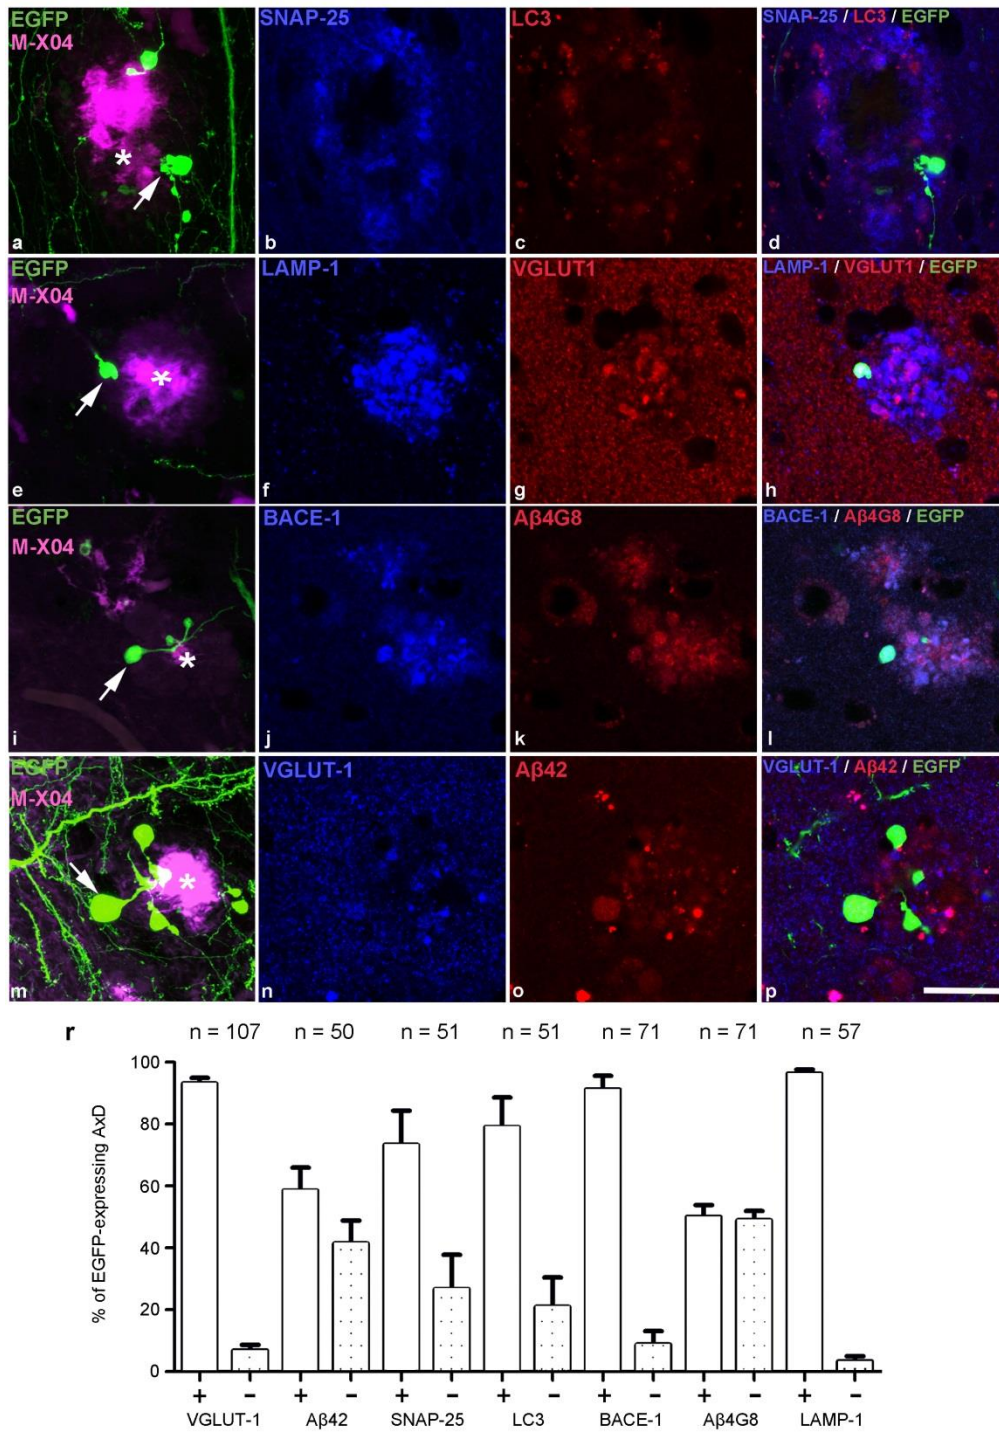 EGFP
M-X04
*
a
SNAP-25
b
LC3
c
SNAP-25 / LC3 / EGFP
d
EGFP
M-X04
*
e
LAMP-1
f
VGLUT1
g
LAMP-1 / VGLUT1 / EGFP
h
EGFP
M-X04
*
i
BACE-1
j
Aβ4G8
k
BACE-1 / Aβ4G8 / EGFP
l
EGFP
M-X04
*
m
VGLUT-1
n
Aβ42
o
VGLUT-1 / Aβ42 / EGFP
p
r
n = 107 n = 50 n = 51 n = 51 n = 71 n = 71 n = 57
% of EGFP-expressing AxD
100
80
60
40
20
0
+ − + − + − + − + − + − + −
VGLUT-1 Aβ42 SNAP-25 LC3 BACE-1 Aβ4G8 LAMP-1